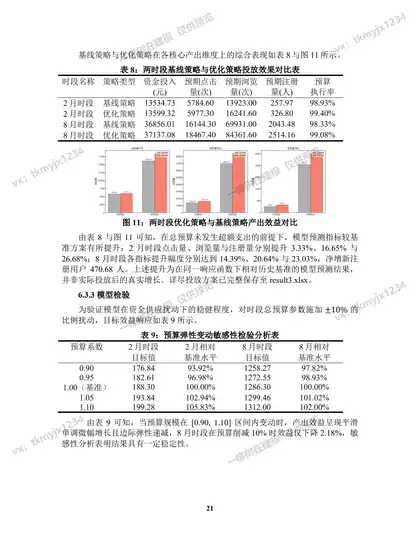 基线策略与优化策略在各核心产出维度上的综合表现如表 8 与图 11 所示。
表 8：两时段基线策略与优化策略投放效果对比表
时段名称 策略类型 资金投入(元) 预期点击量(次) 预期浏览量(次) 预期注册量(人) 预算执行率
2 月时段 基线策略 13534.73 5784.60 13923.00 257.97 98.93%
2 月时段 优化策略 13599.32 5977.30 16241.60 326.80 99.40%
8 月时段 基线策略 36856.01 16144.30 69931.00 2043.48 98.33%
8 月时段 优化策略 37137.08 18467.40 84361.60 2514.16 99.08%
图 11：两时段优化策略与基线策略产出效益对比
由表 8 与图 11 可知，在总预算未发生超额支出的前提下，模型预测指标较基
准方案有所提升：2 月时段点击量、浏览量与注册量分别提升 3.33%、16.65% 与
26.68%；8 月时段各指标提升幅度分别达到 14.39%、20.64% 与 23.03%，净增新注
册用户 470.68 人。上述提升为在同一响应函数下相对历史基准的模型预测结果，
并非实际投放后的真实增长。详尽投放方案已完整保存至 result3.xlsx。
6.3.3 模型检验
为验证模型在资金供应扰动下的稳健程度，对时段总预算参数施加 ±10% 的
比例扰动，目标效益响应如表 9 所示。
表 9：预算弹性变动敏感性检验分析表
预算系数 2 月时段目标值 2 月相对基准水平 8 月时段目标值 8 月相对基准水平
0.90 176.84 93.92% 1258.27 97.82%
0.95 182.61 96.98% 1272.55 98.93%
1.00（基准） 188.30 100.00% 1286.30 100.00%
1.05 193.84 102.94% 1299.46 101.02%
1.10 199.28 105.83% 1312.00 102.00%
由表 9 可知，当预算规模在 [0.90, 1.10] 区间内变动时，产出效益呈现平滑
单调微幅增长且边际弹性递减，8 月时段在预算削减 10% 时效益仅下降 2.18%，敏
感性分析表明结果具有一定稳定性。
21
vx: tkmyjx1234